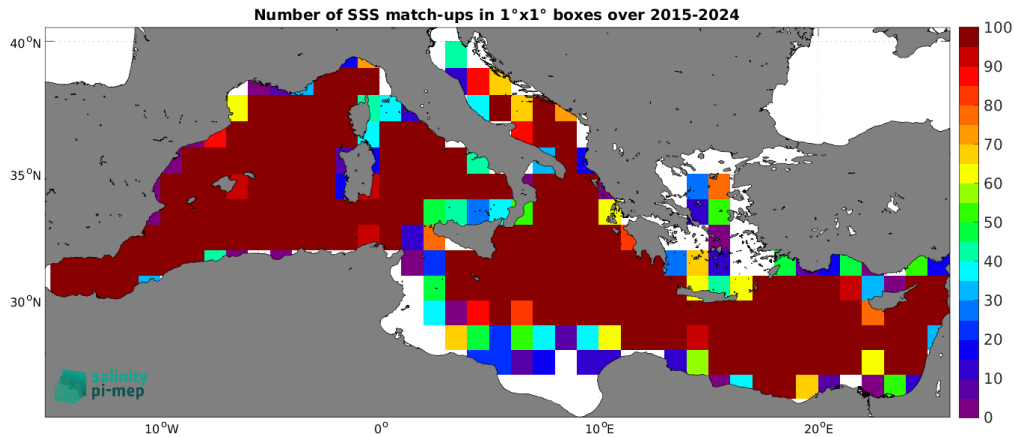 Number of SSS match-ups in 1°x1° boxes over 2015-2024
40°N
35°N
30°N
10°W
0°
10°E
20°E
100
90
80
70
60
50
40
30
20
10
0
salinity
pi-mep